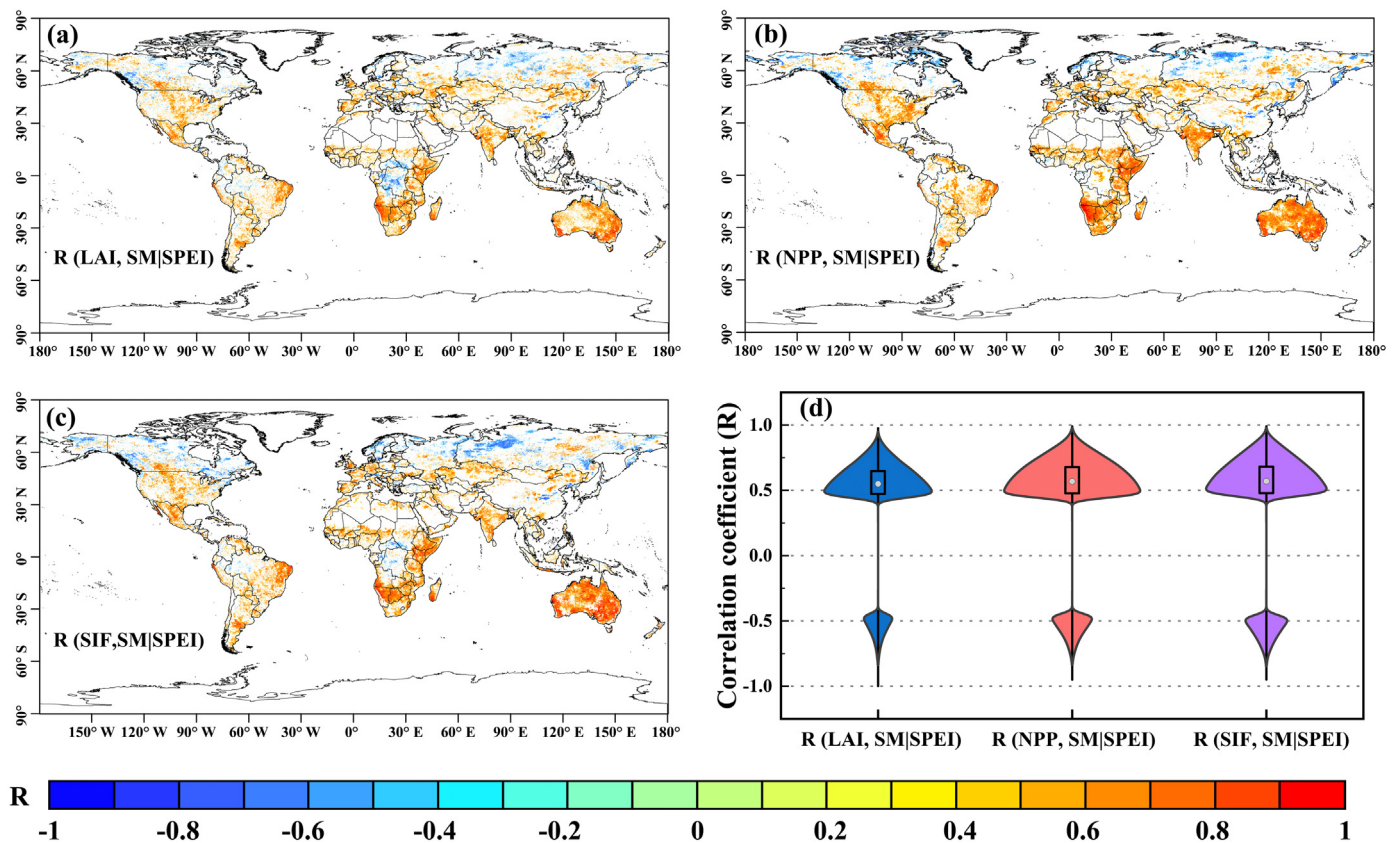 (a)
90°
60° N
30° N
0°
30° S
60° S
90°
R (LAI, SM|SPEI)
180° 150° W 120° W 90° W 60° W 30° W 0° 30° E 60° E 90° E 120° E 150° E 180°
(b)
90°
60° N
30° N
0°
30° S
60° S
90°
R (NPP, SM|SPEI)
180° 150° W 120° W 90° W 60° W 30° W 0° 30° E 60° E 90° E 120° E 150° E 180°
(c)
90°
60° N
30° N
0°
30° S
60° S
90°
R (SIF,SM|SPEI)
150° W 120° W 90° W 60° W 30° W 0° 30° E 60° E 90° E 120° E 150° E 180°
(d)
Correlation coefficient (R)
1.0
0.5
0.0
-0.5
-1.0
R (LAI, SM|SPEI) R (NPP, SM|SPEI) R (SIF, SM|SPEI)
R
-1 -0.8 -0.6 -0.4 -0.2 0 0.2 0.4 0.6 0.8 1